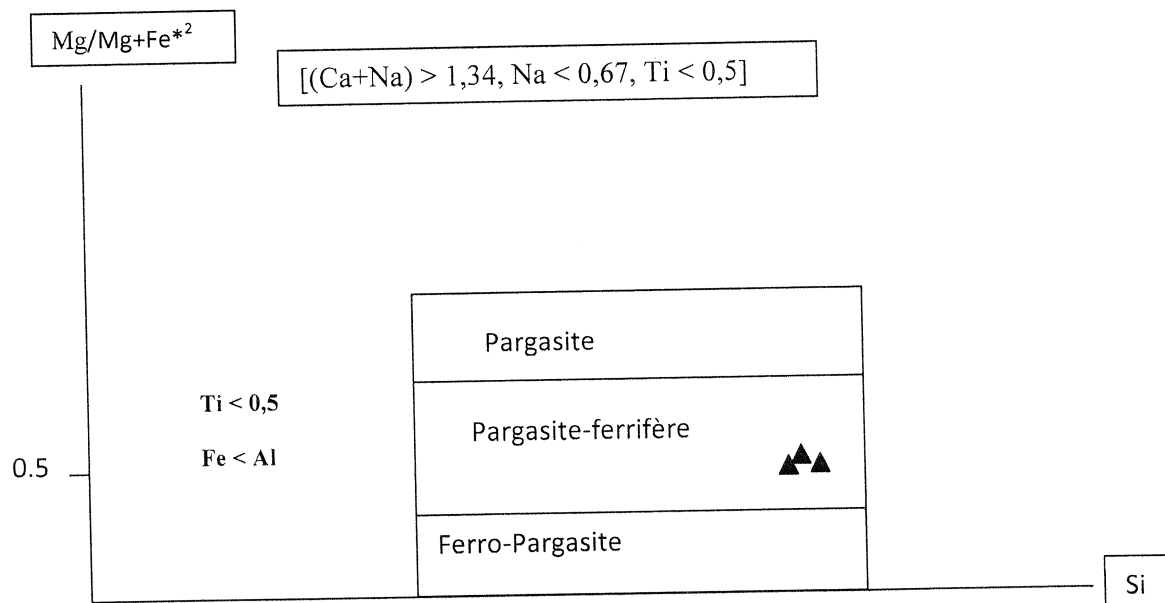 Mg/Mg+Fe*²
[(Ca+Na) > 1,34, Na < 0,67, Ti < 0,5]
Pargasite
Ti < 0,5
Pargasite-ferrifère
Fe < Al
0.5
Ferro-Pargasite
Si